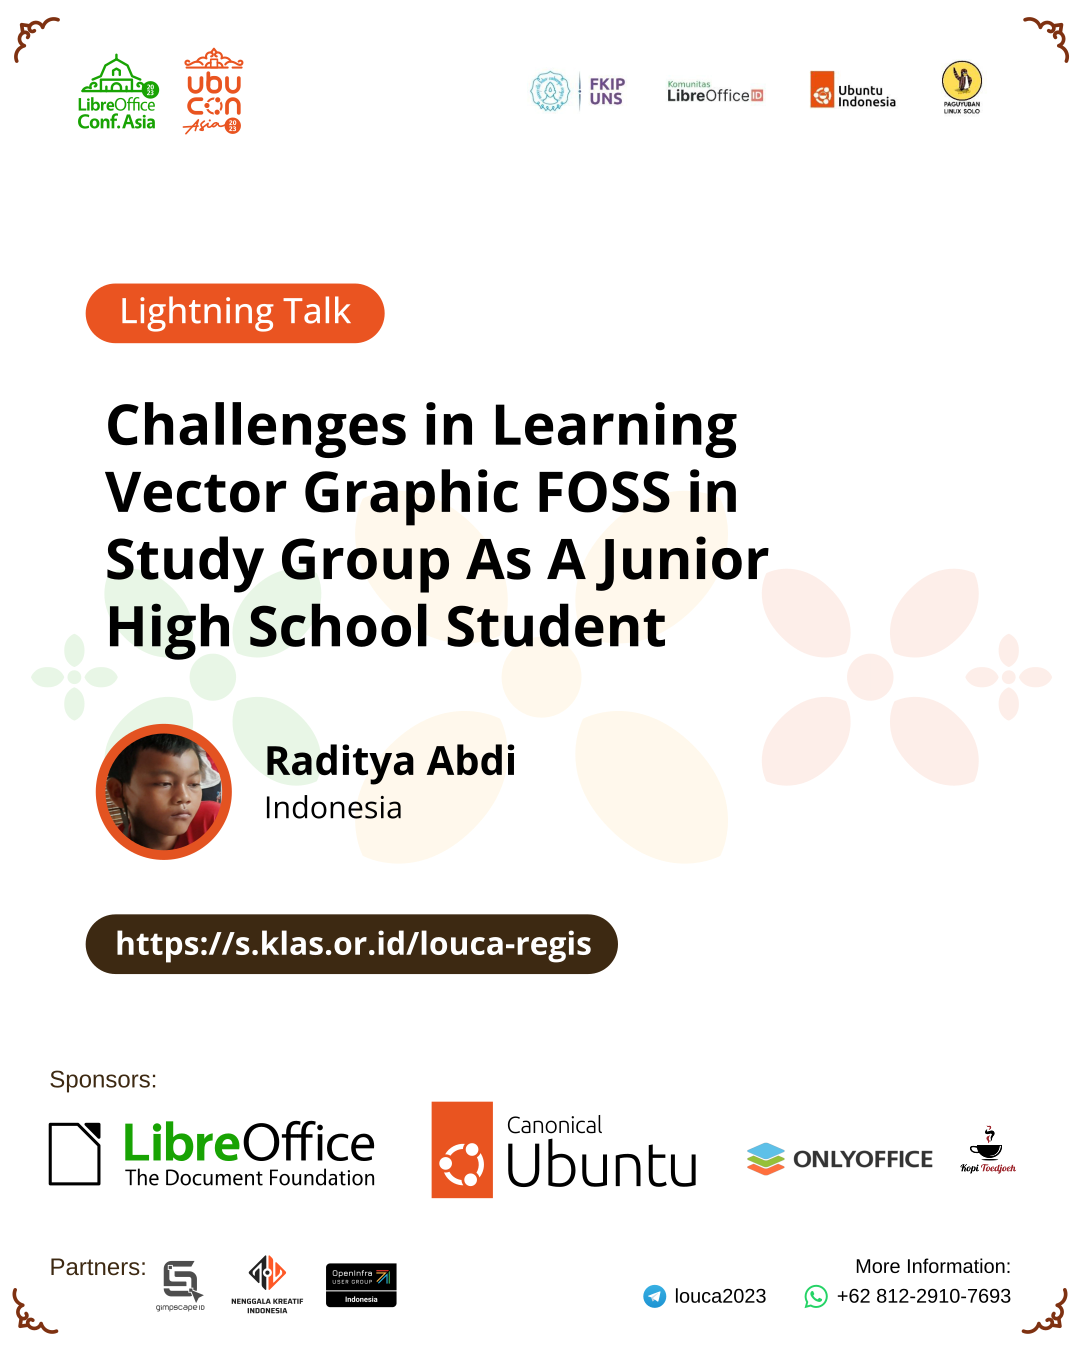 LibreOffice
Conf. Asia
2023
ubu
con
Asia
2023
FKIP
UNS
Komunitas
LibreOffice ID
Ubuntu
Indonesia
PAGUYUBAN
LINUX SOLO
Lightning Talk
Challenges in Learning
Vector Graphic FOSS in
Study Group As A Junior
High School Student
Raditya Abdi
Indonesia
https://s.klas.or.id/louca-regis
Sponsors:
LibreOffice
The Document Foundation
Canonical
Ubuntu
ONLYOFFICE
Kopi Toedjoeh
Partners:
gimpscape ID
NENGGALA KREATIF
INDONESIA
OpenInfra
USER GROUP
Indonesia
More Information:
louca2023
+62 812-2910-7693